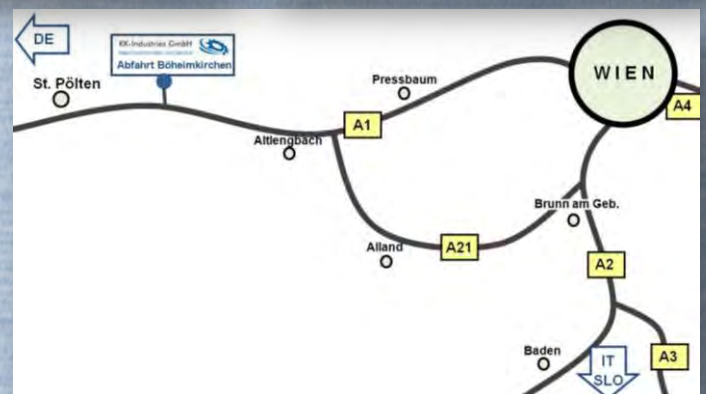 DE
KK-Industries GmbH
Abfahrt Böheimkirchen
St. Pölten
Pressbaum
WIEN
A4
A1
Altlengbach
Brunn am Geb.
Alland
A21
A2
Baden
IT
SLO
A3